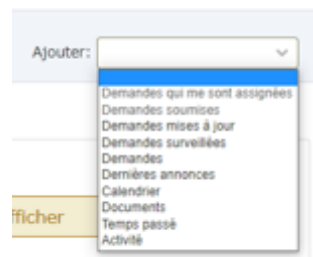 Ajouter:
Demandes qui me sont assignées
Demandes soumises
Demandes mises à jour
Demandes surveillées
Demandes
Dernières annonces
Calendrier
Documents
Temps passé
Activité
fficher